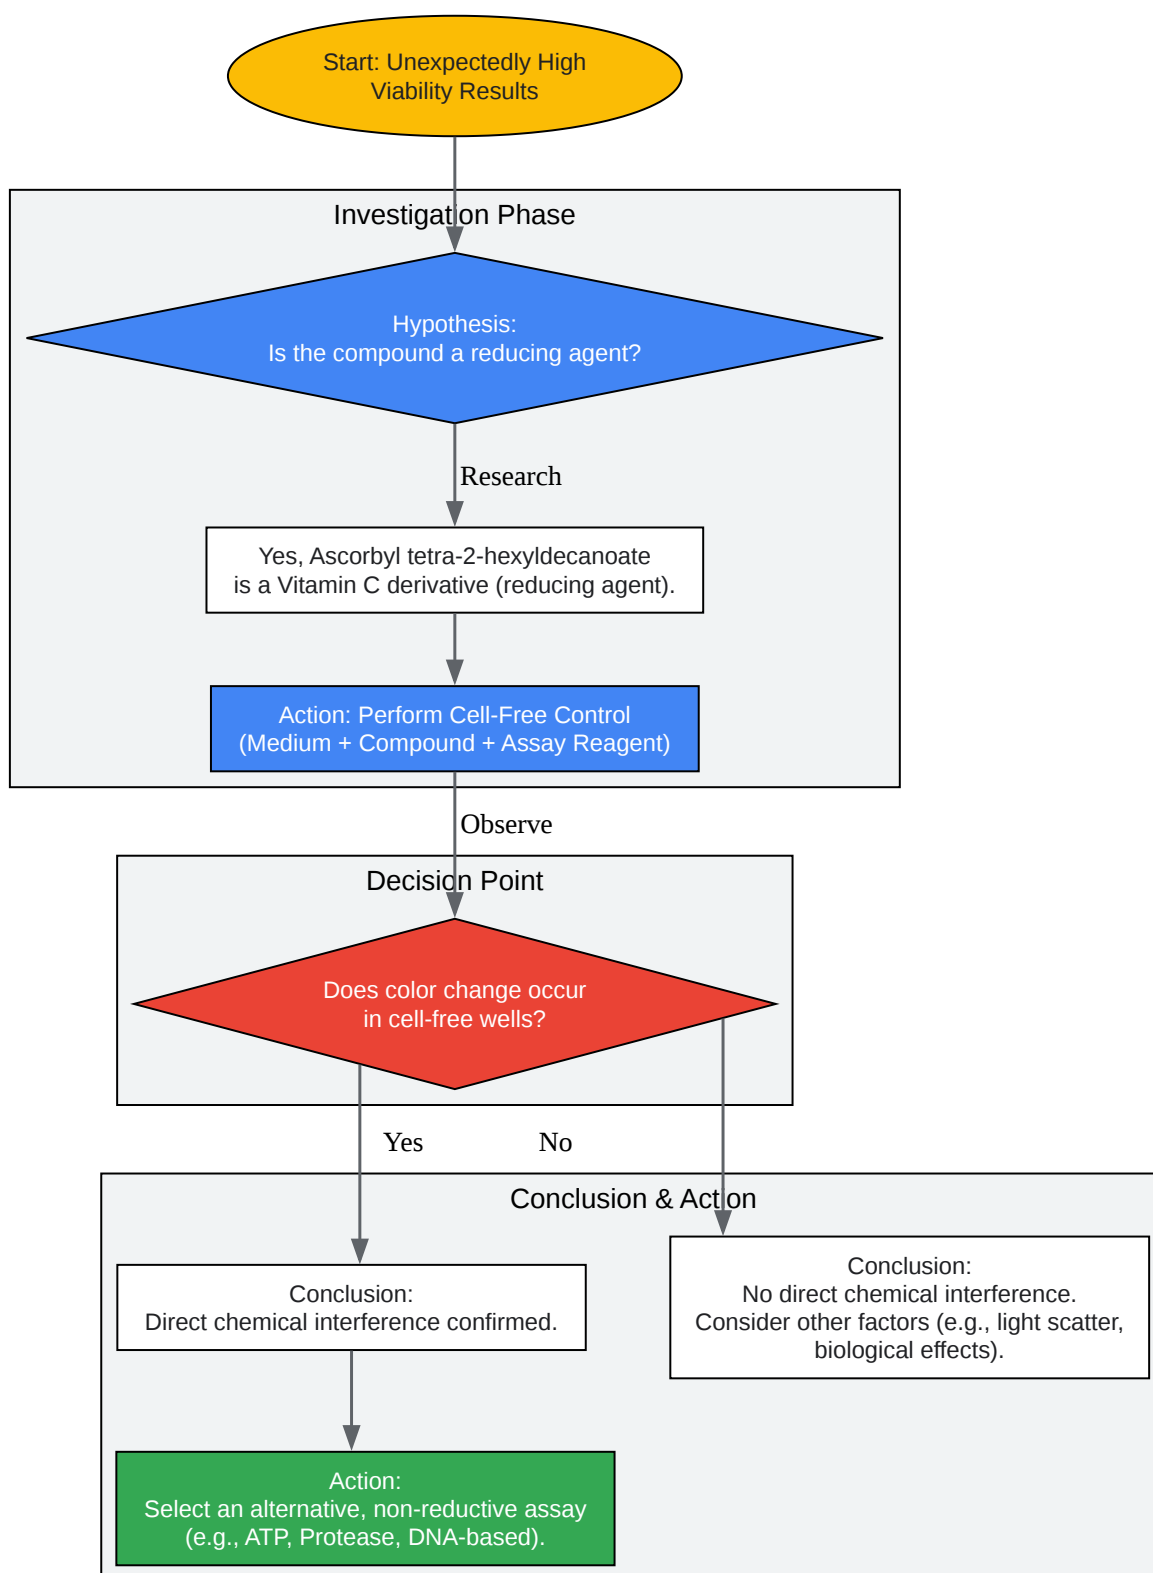 Start: Unexpectedly High
Viability Results
Investigation Phase
Hypothesis:
Is the compound a reducing agent?
Research
Yes, Ascorbyl tetra-2-hexyldecanoate
is a Vitamin C derivative (reducing agent).
Action: Perform Cell-Free Control
(Medium + Compound + Assay Reagent)
Observe
Decision Point
Does color change occur
in cell-free wells?
Yes
No
Conclusion & Action
Conclusion:
Direct chemical interference confirmed.
Conclusion:
No direct chemical interference.
Consider other factors (e.g., light scatter,
biological effects).
Action:
Select an alternative, non-reductive assay
(e.g., ATP, Protease, DNA-based).